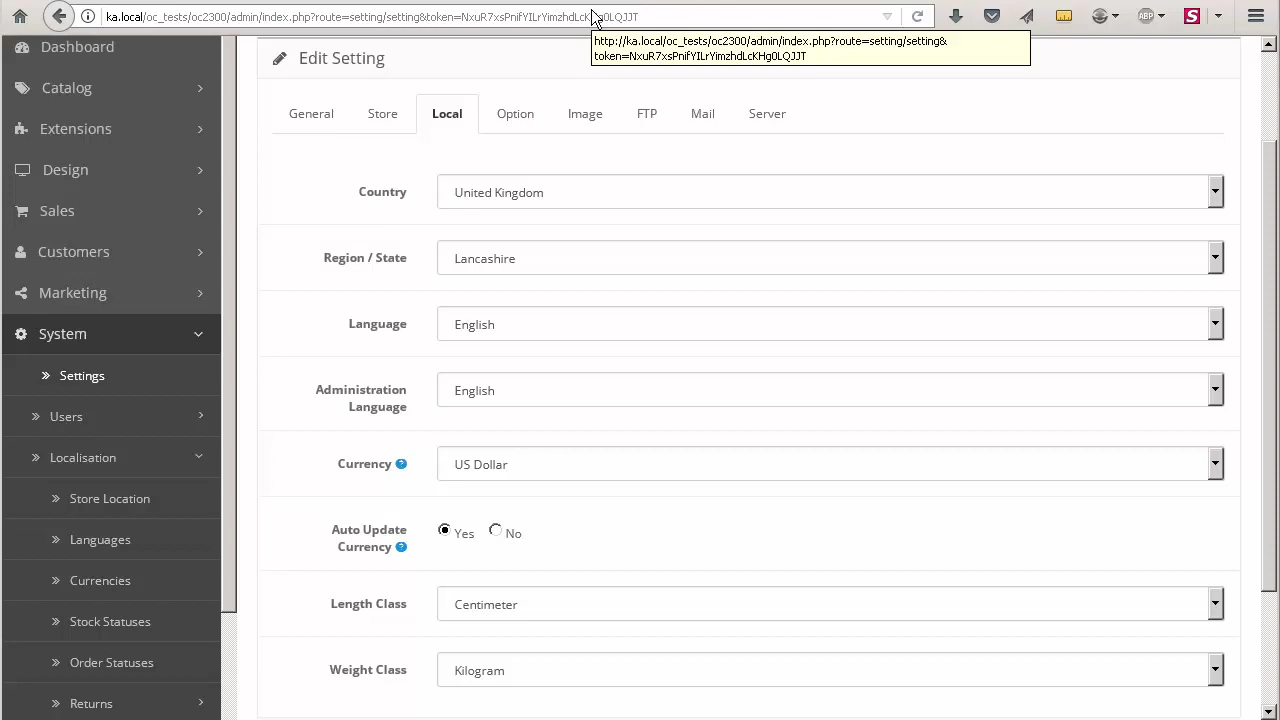 ka.local/oc_tests/oc2300/admin/index.php?route=setting/setting&token=NxuR7xsPnifYILrYimzhdLcKHg0LQJJT
ABP
S
http://ka.local/oc_tests/oc2300/admin/index.php?route=setting/setting&
token=NxuR7xsPnifYILrYimzhdLcKHg0LQJJT
Dashboard
Catalog
Extensions
Design
Sales
Customers
Marketing
System
Settings
Users
Localisation
Store Location
Languages
Currencies
Stock Statuses
Order Statuses
Returns
Edit Setting
General Store Local Option Image FTP Mail Server
Country United Kingdom
Region / State Lancashire
Language English
Administration
Language English
Currency ? US Dollar
Auto Update
Currency ? Yes No
Length Class Centimeter
Weight Class Kilogram